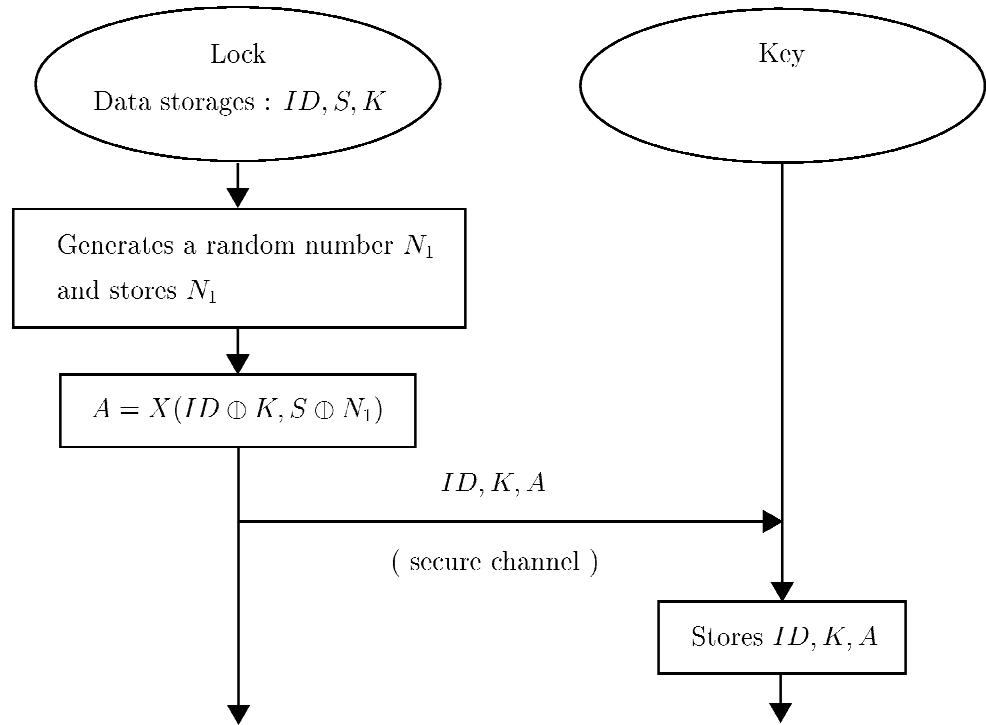 Lock
Data storages : ID, S, K
Key
Generates a random number N₁
and stores N₁
A = X(ID ⊕ K, S ⊕ N₁)
ID, K, A
( secure channel )
Stores ID, K, A